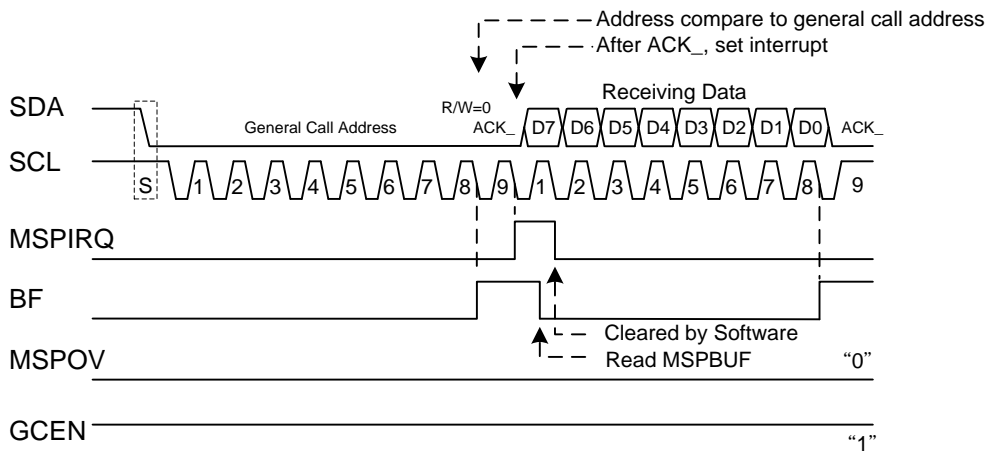 Address compare to general call address
After ACK_, set interrupt
SDA
R/W=0
Receiving Data
General Call Address
ACK_
D7 D6 D5 D4 D3 D2 D1 D0
ACK_
SCL
S
1 2 3 4 5 6 7 8 9 1 2 3 4 5 6 7 8 9
MSPIRQ
BF
Cleared by Software
Read MSPBUF
MSPOV
“0”
GCEN
“1”